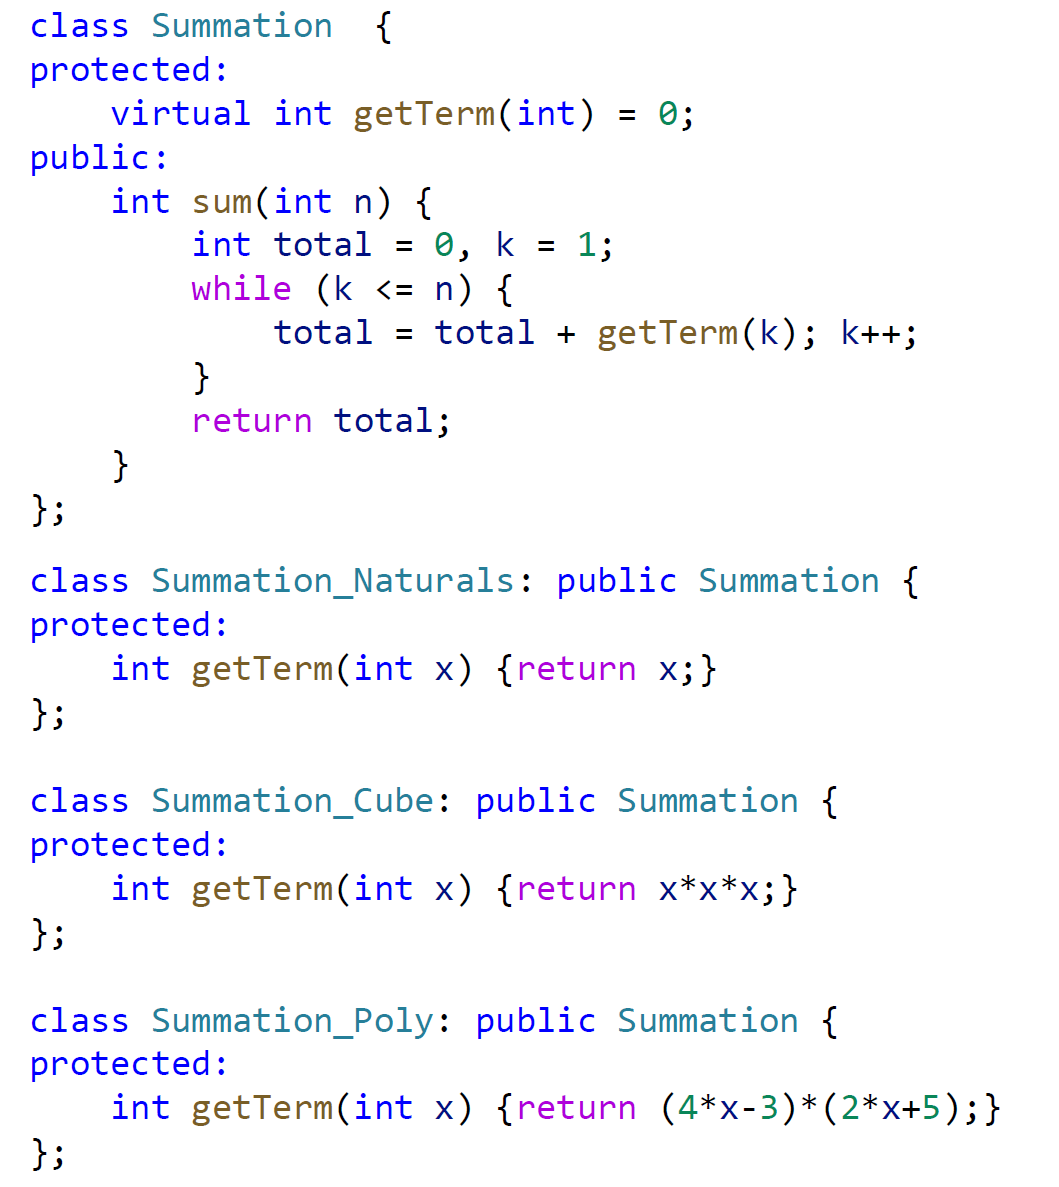 class Summation  {
protected:
    virtual int getTerm(int) = 0;
public:
    int sum(int n) {
        int total = 0, k = 1;
        while (k <= n) {
            total = total + getTerm(k); k++;
        }
        return total;
    }
};
class Summation_Naturals: public Summation {
protected:
    int getTerm(int x) {return x;}
};
class Summation_Cube: public Summation {
protected:
    int getTerm(int x) {return x*x*x;}
};
class Summation_Poly: public Summation {
protected:
    int getTerm(int x) {return (4*x-3)*(2*x+5);}
};